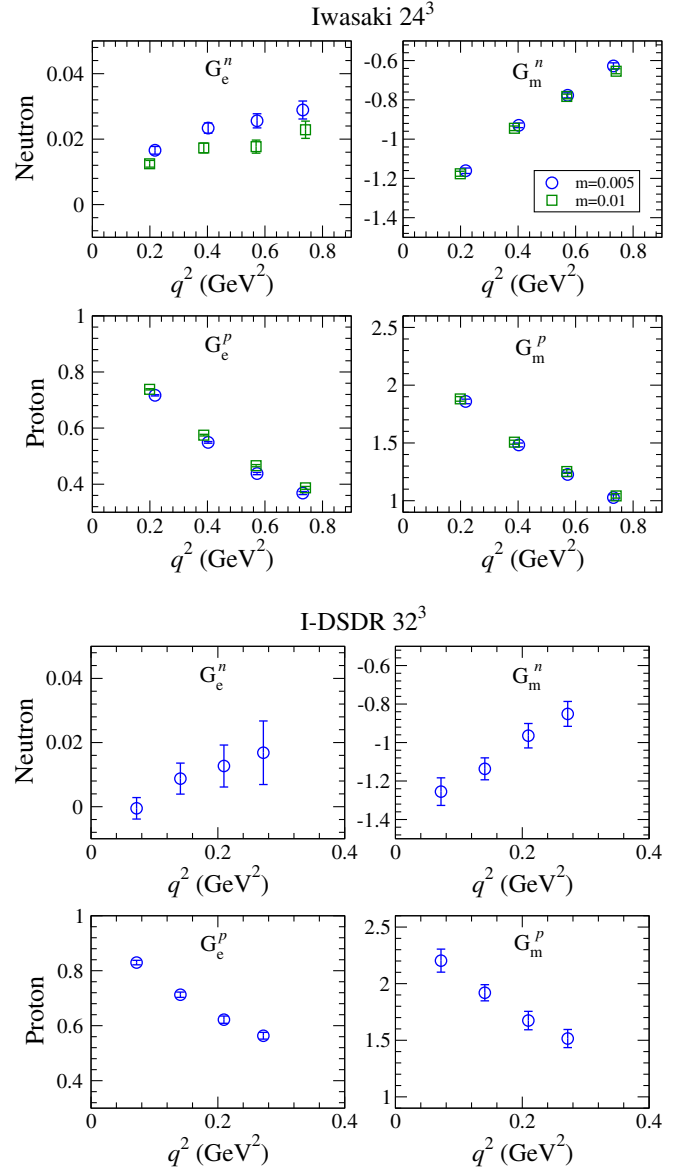 Iwasaki 24³
Neutron
0.04
0.02
0
G_e^n
0 0.2 0.4 0.6 0.8
q² (GeV²)
-0.6
-0.8
-1
-1.2
-1.4
G_m^n
m=0.005
m=0.01
0 0.2 0.4 0.6 0.8
q² (GeV²)
Proton
1
0.8
0.6
0.4
G_e^p
0 0.2 0.4 0.6 0.8
q² (GeV²)
2.5
2
1.5
1
G_m^p
0 0.2 0.4 0.6 0.8
q² (GeV²)
I-DSDR 32³
Neutron
0.04
0.02
0
G_e^n
0 0.2 0.4
q² (GeV²)
-0.6
-0.8
-1
-1.2
-1.4
G_m^n
0 0.2 0.4
q² (GeV²)
Proton
1
0.8
0.6
0.4
G_e^p
0 0.2 0.4
q² (GeV²)
2.5
2
1.5
1
G_m^p
0 0.2 0.4
q² (GeV²)